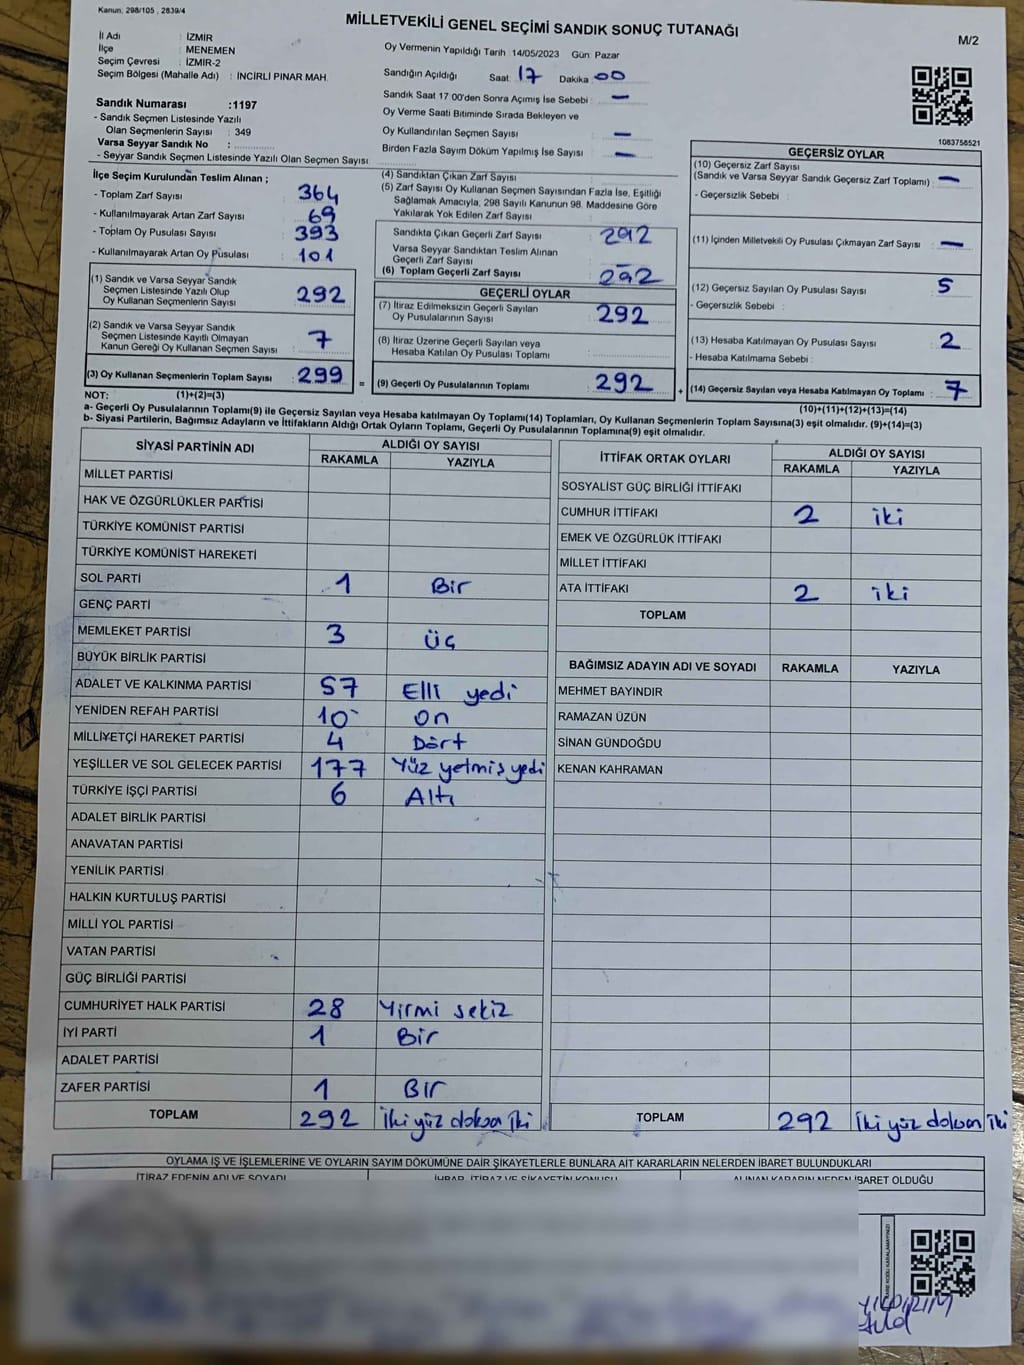 Kanun; 298/105 , 2839/4
MİLLETVEKİLİ GENEL SEÇİMİ SANDIK SONUÇ TUTANAĞI
M/2
İl Adı : İZMİR
İlçe : MENEMEN
Seçim Çevresi : İZMİR-2
Seçim Bölgesi (Mahalle Adı) : İNCİRLİ PINAR MAH.
Sandık Numarası :1197
- Sandık Seçmen Listesinde Yazılı
Olan Seçmenlerin Sayısı : 349
Varsa Seyyar Sandık No :
- Seyyar Sandık Seçmen Listesinde Yazılı Olan Seçmen Sayısı
Oy Vermenin Yapıldığı Tarih 14/05/2023 Gün: Pazar
Sandığın Açıldığı Saat: 17 Dakika 00
Sandık Saat 17:00'den Sonra Açımış İse Sebebi : —
Oy Verme Saati Bitiminde Sırada Bekleyen ve
Oy Kullandırılan Seçmen Sayısı : —
Birden Fazla Sayım Döküm Yapılmış İse Sayısı : —
1083758521
İlçe Seçim Kurulundan Teslim Alınan ;
- Toplam Zarf Sayısı : 364
- Kullanılmayarak Artan Zarf Sayısı : 69
- Toplam Oy Pusulası Sayısı : 393
- Kullanılmayarak Artan Oy Pusulası : 101
(1) Sandık ve Varsa Seyyar Sandık
Seçmen Listesinde Yazılı Olup
Oy Kullanan Seçmenlerin Sayısı : 292
(2) Sandık ve Varsa Seyyar Sandık
Seçmen Listesinde Kayıtlı Olmayan
Kanun Gereği Oy Kullanan Seçmen Sayısı : 7
(3) Oy Kullanan Seçmenlerin Toplam Sayısı : 299
(4) Sandıktan Çıkan Zarf Sayısı
(5) Zarf Sayısı Oy Kullanan Seçmen Sayısından Fazla İse, Eşitliği
Sağlamak Amacıyla, 298 Sayılı Kanunun 98. Maddesine Göre
Yakılarak Yok Edilen Zarf Sayısı
Sandıkta Çıkan Geçerli Zarf Sayısı : 292
Varsa Seyyar Sandıktan Teslim Alınan
Geçerli Zarf Sayısı : —
(6) Toplam Geçerli Zarf Sayısı : 292
GEÇERLİ OYLAR
(7) İtiraz Edilmeksizin Geçerli Sayılan
Oy Pusulalarının Sayısı : 292
(8) İtiraz Üzerine Geçerli Sayılan veya
Hesaba Katılan Oy Pusulası Toplamı :
= (9) Geçerli Oy Pusulalarının Toplamı : 292
GEÇERSİZ OYLAR
(10) Geçersiz Zarf Sayısı
(Sandık ve Varsa Seyyar Sandık Geçersiz Zarf Toplamı) : —
- Geçersizlik Sebebi :
(11) İçinden Milletvekili Oy Pusulası Çıkmayan Zarf Sayısı : —
(12) Geçersiz Sayılan Oy Pusulası Sayısı : 5
- Geçersizlik Sebebi :
(13) Hesaba Katılmayan Oy Pusulası Sayısı : 2
- Hesaba Katılmama Sebebi :
+ (14) Geçersiz Sayılan veya Hesaba Katılmayan Oy Toplamı : 7
NOT: (1)+(2)=(3)
(10)+(11)+(12)+(13)=(14)
a- Geçerli Oy Pusulalarının Toplamı(9) ile Geçersiz Sayılan veya Hesaba katılmayan Oy Toplamı(14) Toplamları, Oy Kullanan Seçmenlerin Toplam Sayısına(3) eşit olmalıdır. (9)+(14)=(3)
b- Siyasi Partilerin, Bağımsız Adayların ve İttifakların Aldığı Ortak Oyların Toplamı, Geçerli Oy Pusulalarının Toplamına(9) eşit olmalıdır.
SİYASİ PARTİNİN ADI ALDIĞI OY SAYISI
RAKAMLA YAZIYLA
MİLLET PARTİSİ
HAK VE ÖZGÜRLÜKLER PARTİSİ
TÜRKİYE KOMÜNİST PARTİSİ
TÜRKİYE KOMÜNİST HAREKETİ
SOL PARTİ 1 Bir
GENÇ PARTİ
MEMLEKET PARTİSİ 3 Üç
BÜYÜK BİRLİK PARTİSİ
ADALET VE KALKINMA PARTİSİ 57 Elli yedi
YENİDEN REFAH PARTİSİ 10 on
MİLLİYETÇİ HAREKET PARTİSİ 4 Dört
YEŞİLLER VE SOL GELECEK PARTİSİ 177 Yüz yetmiş yedi
TÜRKİYE İŞÇİ PARTİSİ 6 Altı
ADALET BİRLİK PARTİSİ
ANAVATAN PARTİSİ
YENİLİK PARTİSİ
HALKIN KURTULUŞ PARTİSİ
MİLLİ YOL PARTİSİ
VATAN PARTİSİ
GÜÇ BİRLİĞİ PARTİSİ
CUMHURİYET HALK PARTİSİ 28 Yirmi sekiz
İYİ PARTİ 1 Bir
ADALET PARTİSİ
ZAFER PARTİSİ 1 Bir
TOPLAM 292 İki yüz doksan iki
İTTİFAK ORTAK OYLARI ALDIĞI OY SAYISI
RAKAMLA YAZIYLA
SOSYALİST GÜÇ BİRLİĞİ İTTİFAKI
CUMHUR İTTİFAKI 2 iki
EMEK VE ÖZGÜRLÜK İTTİFAKI
MİLLET İTTİFAKI
ATA İTTİFAKI 2 iki
TOPLAM
BAĞIMSIZ ADAYIN ADI VE SOYADI RAKAMLA YAZIYLA
MEHMET BAYINDIR
RAMAZAN ÜZÜN
SİNAN GÜNDOĞDU
KENAN KAHRAMAN
TOPLAM 292 İki yüz doksan iki
OYLAMA İŞ VE İŞLEMLERİNE VE OYLARIN SAYIM DÖKÜMÜNE DAİR ŞİKAYETLERLE BUNLARA AİT KARARLARIN NELERDEN İBARET BULUNDUKLARI
İTİRAZ EDENİN ADI VE SOYADI İHBAR, İTİRAZ VE ŞİKAYETİN KONUSU ALINAN KARARIN NEDEN İBARET OLDUĞU
YILDIRIM